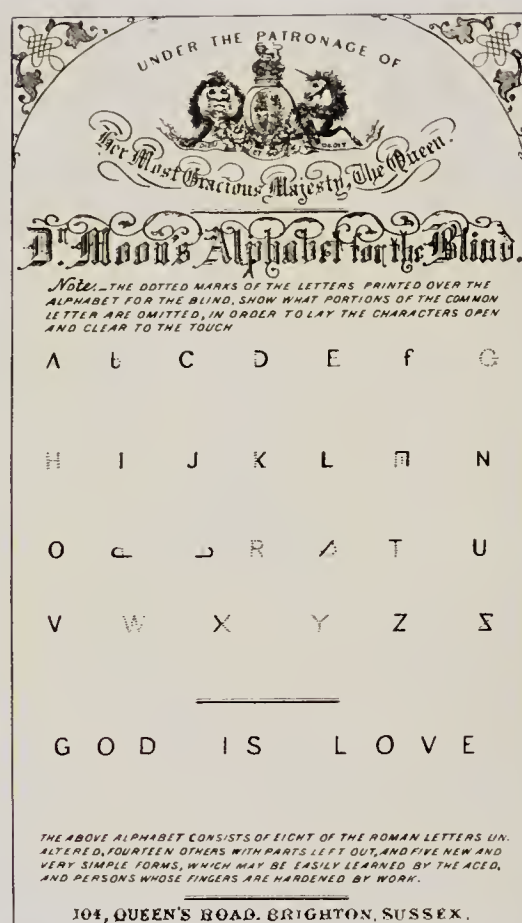 UNDER THE PATRONAGE OF
DIEU ET MON DROIT
Her Most Gracious Majesty, The Queen.
Dr. Moon's Alphabet for the Blind.
Note.—THE DOTTED MARKS OF THE LETTERS PRINTED OVER THE
ALPHABET FOR THE BLIND, SHOW WHAT PORTIONS OF THE COMMON
LETTER ARE OMITTED, IN ORDER TO LAY THE CHARACTERS OPEN
AND CLEAR TO THE TOUCH
A b C D E f G
H I J K L M N
O R T U
V W X Y Z
GOD IS LOVE
THE ABOVE ALPHABET CONSISTS OF EIGHT OF THE ROMAN LETTERS UN-
ALTERED, FOURTEEN OTHERS WITH PARTS LEFT OUT, AND FIVE NEW AND
VERY SIMPLE FORMS, WHICH MAY BE EASILY LEARNED BY THE AGED,
AND PERSONS WHOSE FINGERS ARE HARDENED BY WORK.
104, QUEEN'S ROAD, BRIGHTON, SUSSEX.